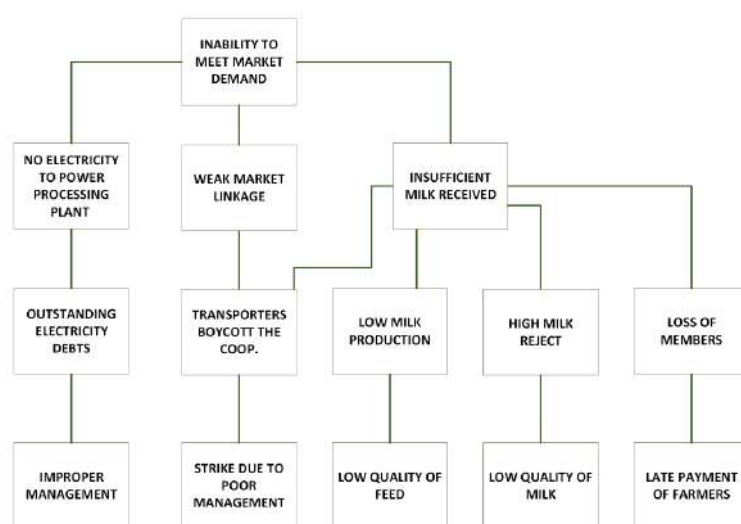 INABILITY TO
MEET MARKET
DEMAND
NO ELECTRICITY
TO POWER
PROCESSING
PLANT
WEAK MARKET
LINKAGE
INSUFFICIENT
MILK RECEIVED
OUTSTANDING
ELECTRICITY
DEBTS
TRANSPORTERS
BOYCOTT THE
COOP.
LOW MILK
PRODUCTION
HIGH MILK
REJECT
LOSS OF
MEMBERS
IMPROPER
MANAGEMENT
STRIKE DUE TO
POOR
MANAGEMENT
LOW QUALITY OF
FEED
LOW QUALITY OF
MILK
LATE PAYMENT
OF FARMERS